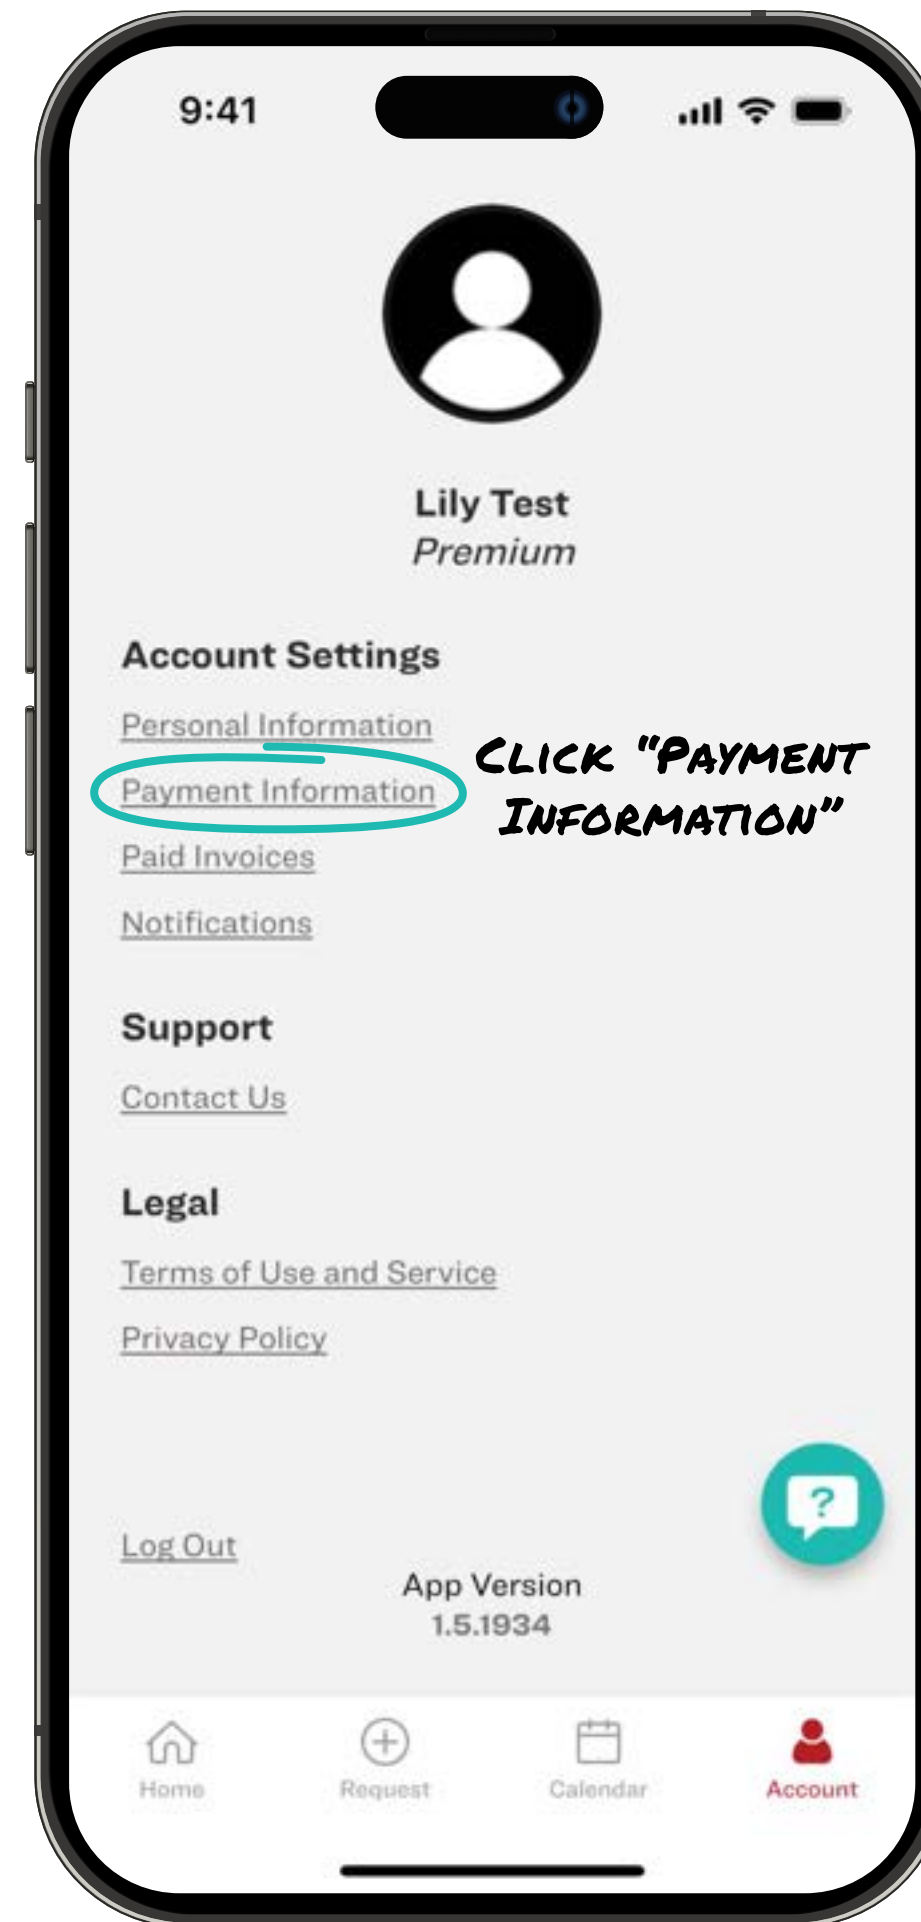 9:41
Lily Test
Premium
Account Settings
Personal Information
Payment Information
CLICK "PAYMENT
INFORMATION"
Paid Invoices
Notifications
Support
Contact Us
Legal
Terms of Use and Service
Privacy Policy
?
Log Out
App Version
1.5.1934
Home
Request
Calendar
Account